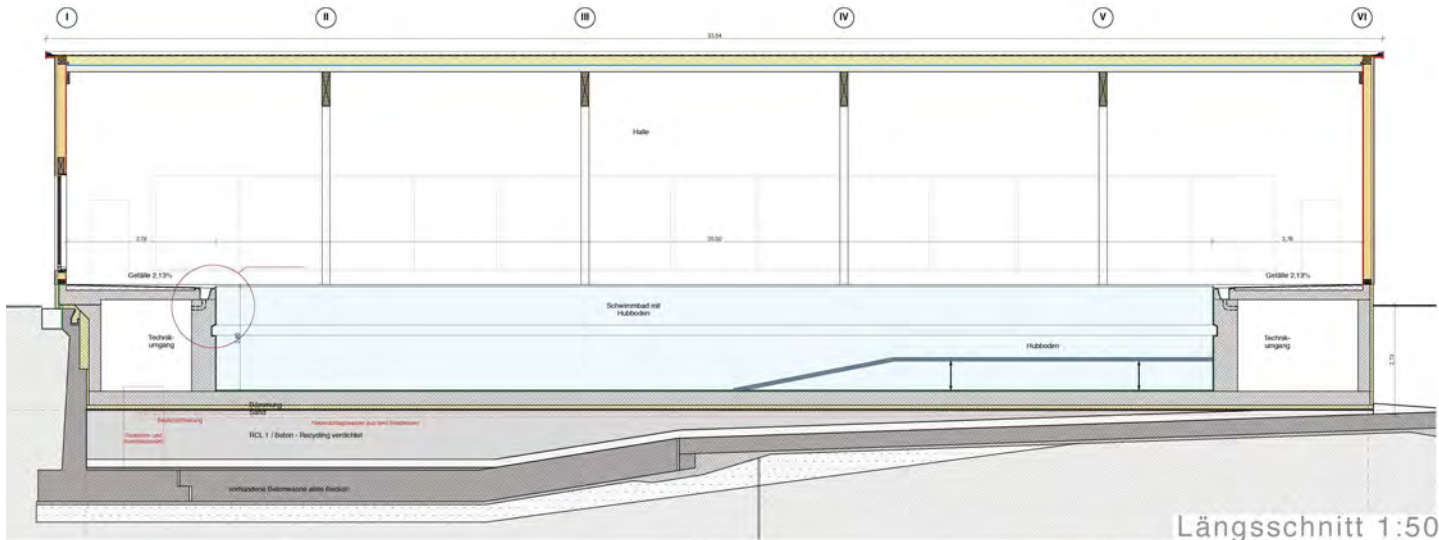 I II III IV V VI
33,54
Halle
3,76 25,00 3,76
Gefälle 2,13% Gefälle 2,13%
Schwimmbad mit
Hubboden
Technik-
umgang
Hubboden
Technik-
umgang
Dämmung
Sand
RCL 1 / Beton - Recycling verdichtet
vorhandene Betonwanne altes Becken
Längsschnitt 1:50